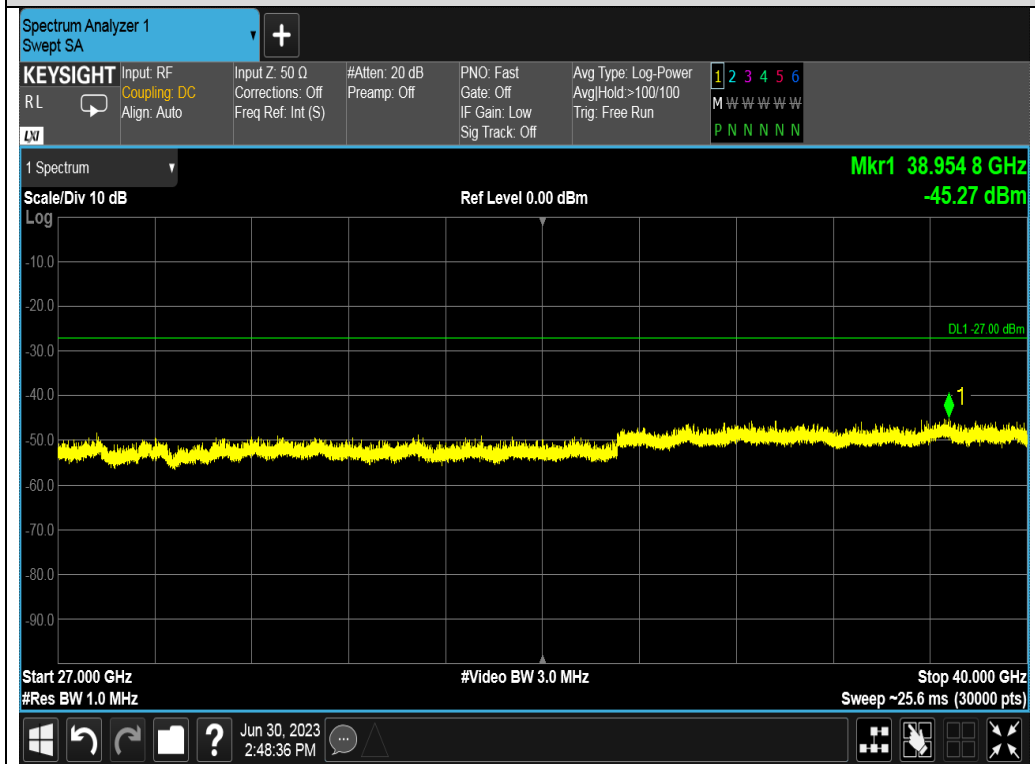 Spectrum Analyzer 1
Swept SA
KEYSIGHT
R L
LXI
Input: RF
Coupling: DC
Align: Auto
Input Z: 50 Ω
Corrections: Off
Freq Ref: Int (S)
#Atten: 20 dB
Preamp: Off
PNO: Fast
Gate: Off
IF Gain: Low
Sig Track: Off
Avg Type: Log-Power
Avg|Hold:>100/100
Trig: Free Run
1 2 3 4 5 6
M W W W W W
P N N N N N
1 Spectrum
Mkr1 38.954 8 GHz
Scale/Div 10 dB
Ref Level 0.00 dBm
-45.27 dBm
Log
-10.0
-20.0
DL1 -27.00 dBm
-30.0
-40.0
1
-50.0
-60.0
-70.0
-80.0
-90.0
Start 27.000 GHz
#Video BW 3.0 MHz
Stop 40.000 GHz
#Res BW 1.0 MHz
Sweep ~25.6 ms (30000 pts)
?
Jun 30, 2023
2:48:36 PM